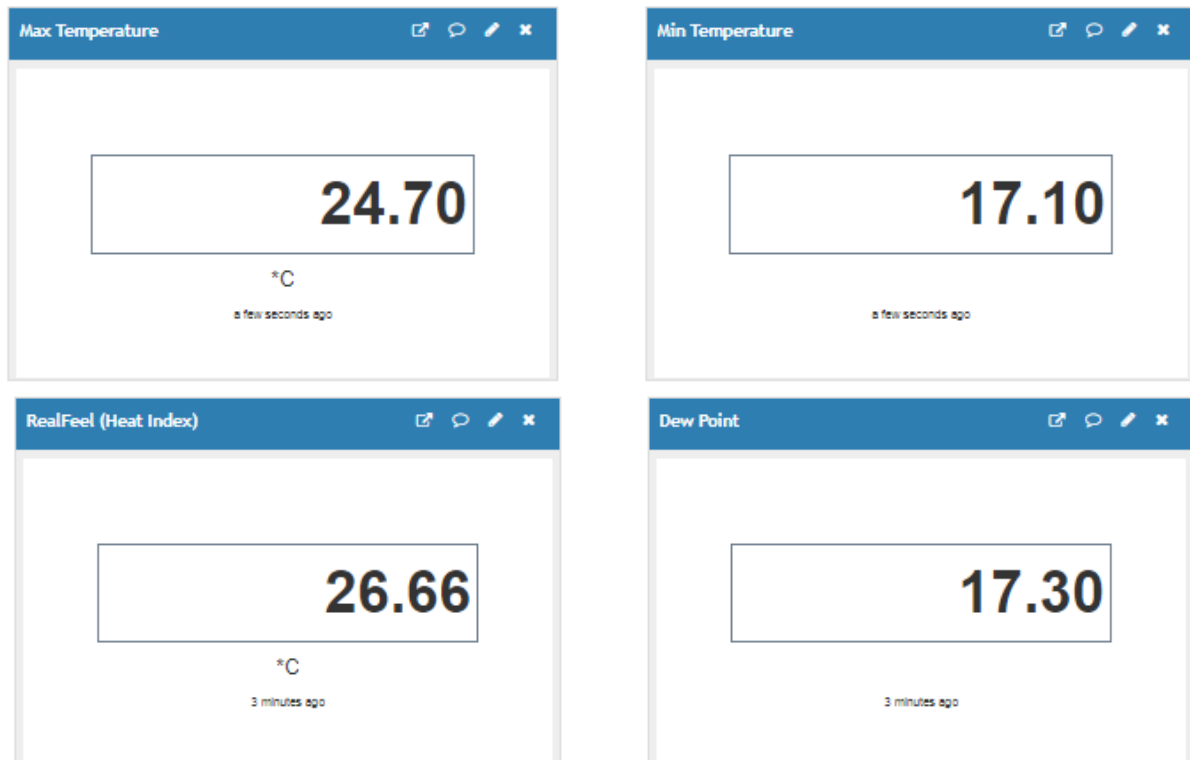 Max Temperature
24.70
*C
a few seconds ago
Min Temperature
17.10
a few seconds ago
RealFeel (Heat Index)
26.66
*C
3 minutes ago
Dew Point
17.30
3 minutes ago